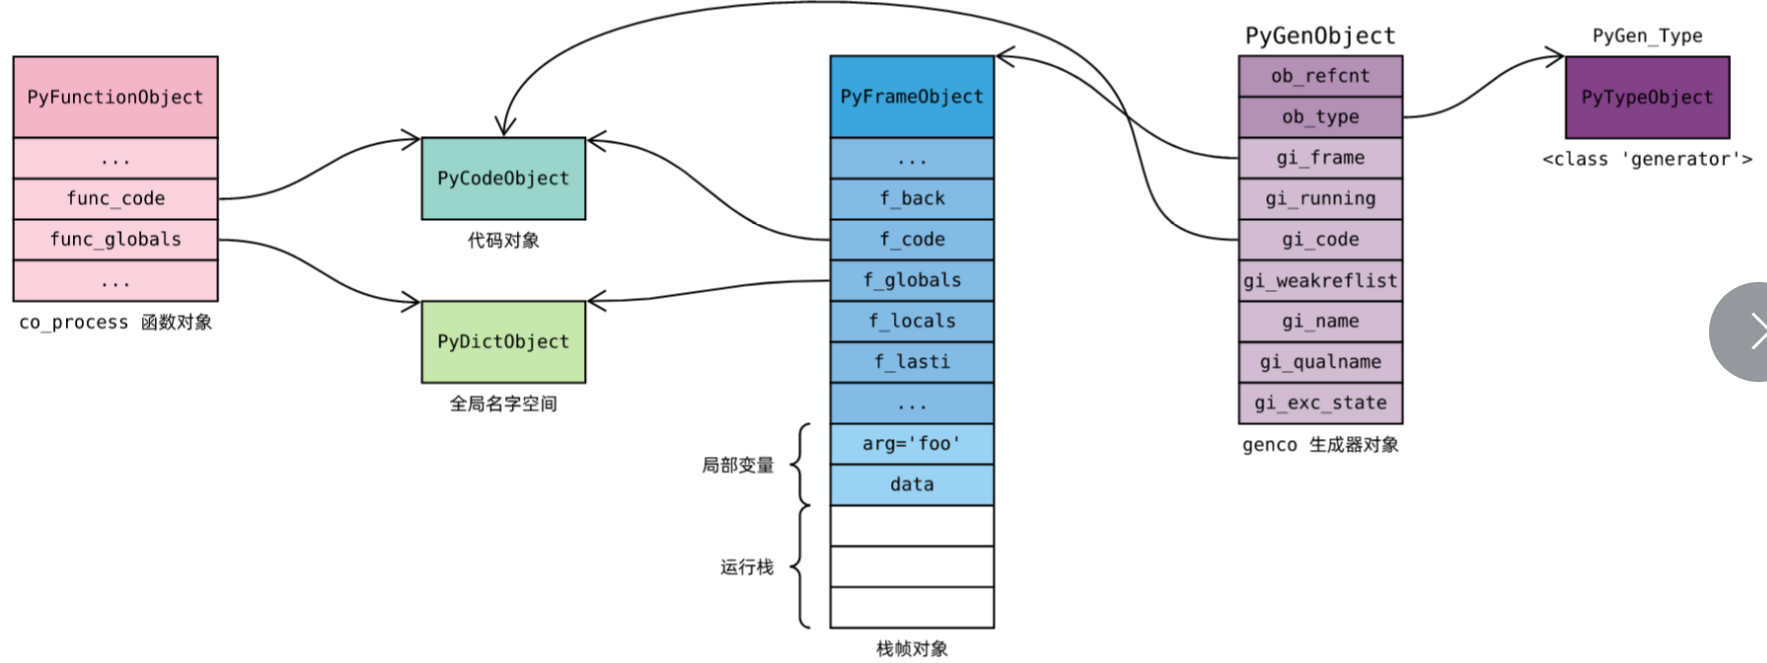 PyFunctionObject
...
func_code
func_globals
...
co_process 函数对象
PyCodeObject
代码对象
PyDictObject
全局名字空间
PyFrameObject
...
f_back
f_code
f_globals
f_locals
f_lasti
...
arg='foo'
data
局部变量
运行栈
栈帧对象
PyGenObject
ob_refcnt
ob_type
gi_frame
gi_running
gi_code
gi_weakreflist
gi_name
gi_qualname
gi_exc_state
genco 生成器对象
PyGen_Type
PyTypeObject
<class 'generator'>